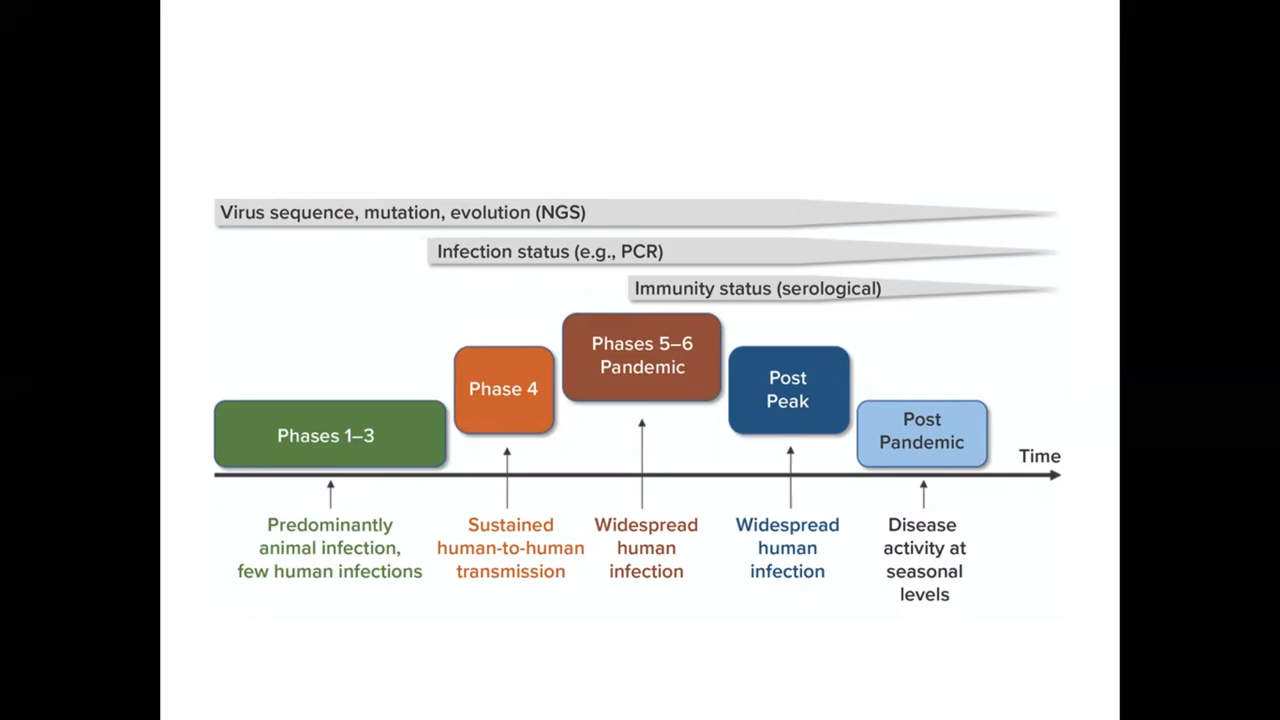 Virus sequence, mutation, evolution (NGS)
Infection status (e.g., PCR)
Immunity status (serological)
Phases 1–3
Phase 4
Phases 5–6
Pandemic
Post
Peak
Post
Pandemic
Time
Predominantly
animal infection,
few human infections
Sustained
human-to-human
transmission
Widespread
human
infection
Widespread
human
infection
Disease
activity at
seasonal
levels